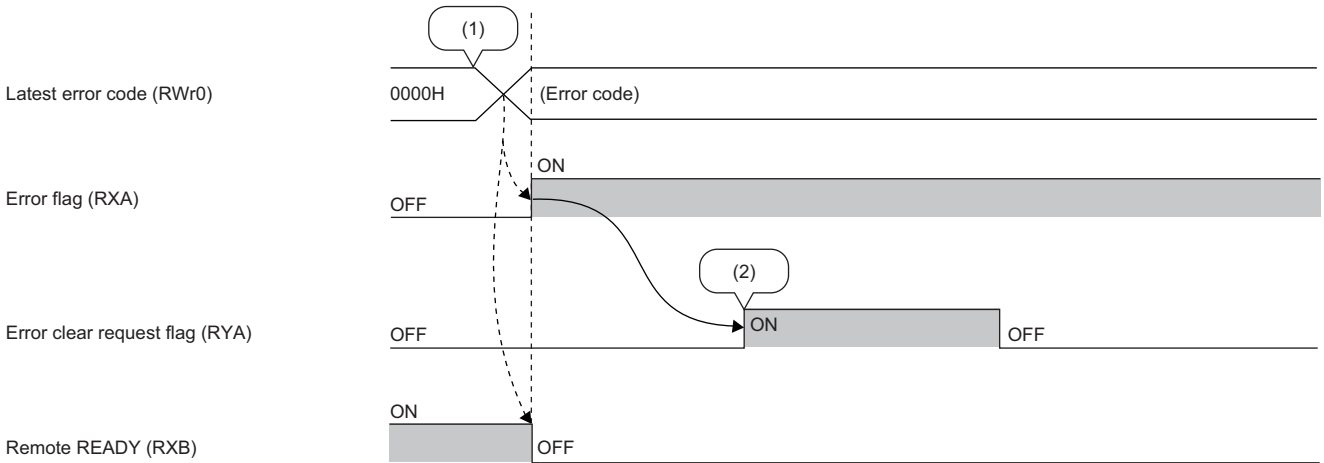 (1)
Latest error code (RWr0) 0000H (Error code)
ON
Error flag (RXA) OFF
(2)
Error clear request flag (RYA) OFF ON OFF
ON
Remote READY (RXB) OFF